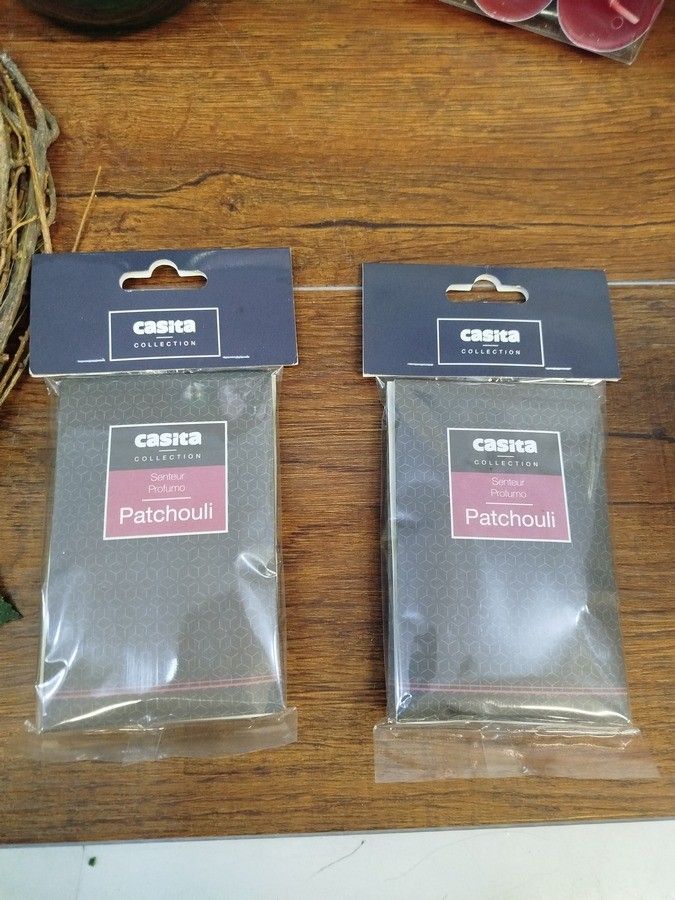 casita
COLLECTION
casita
COLLECTION
Senteur
Profumo
Patchouli
casita
COLLECTION
casita
COLLECTION
Senteur
Profumo
Patchouli